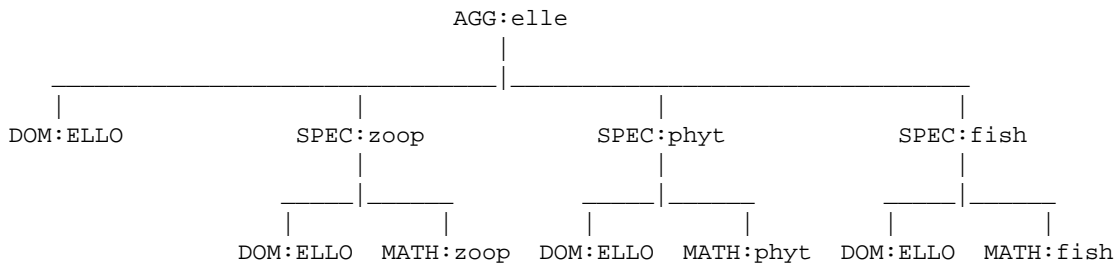 AGG:elle
DOM:ELLO SPEC:zoop SPEC:phyt SPEC:fish
DOM:ELLO MATH:zoop DOM:ELLO MATH:phyt DOM:ELLO MATH:fish